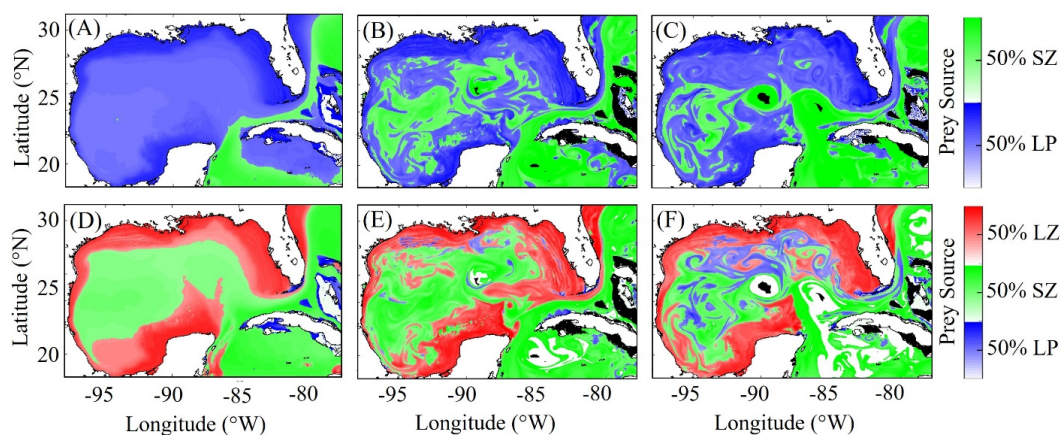 (A) (B) (C)
Latitude (°N)
30
25
20
Prey Source
50% SZ
50% LP
(D) (E) (F)
Latitude (°N)
30
25
20
Prey Source
50% LZ
50% SZ
50% LP
-95 -90 -85 -80 -95 -90 -85 -80 -95 -90 -85 -80
Longitude (°W) Longitude (°W) Longitude (°W)